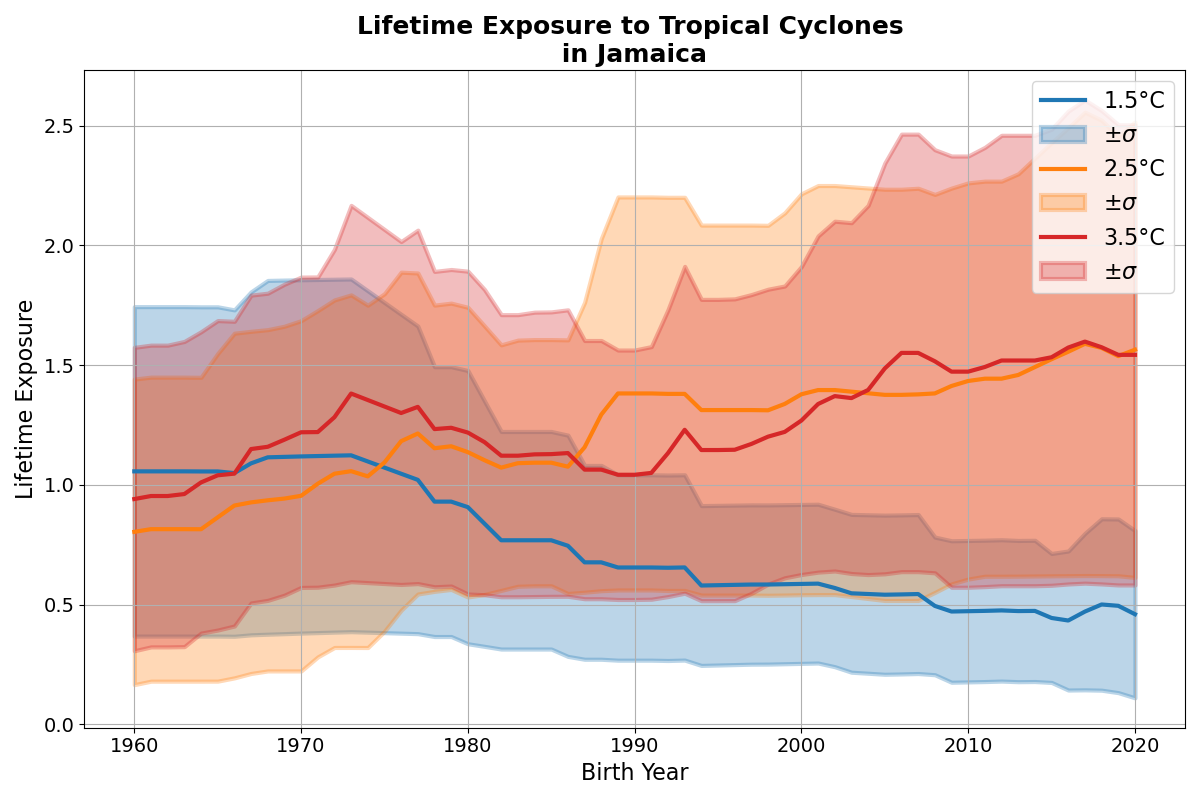 Lifetime Exposure to Tropical Cyclones
in Jamaica
1.5°C
±σ
2.5°C
±σ
3.5°C
±σ
Lifetime Exposure
2.5
2.0
1.5
1.0
0.5
0.0
1960 1970 1980 1990 2000 2010 2020
Birth Year